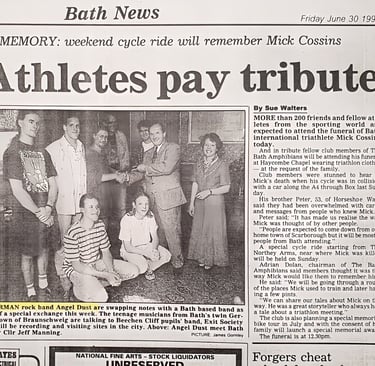 Bath News
Friday June 30 199
MEMORY: weekend cycle ride will remember Mick Cossins
Athletes pay tribute
By Sue Walters
MORE than 200 friends and fellow at
letes from the sporting world a
expected to attend the funeral of Bat
international triathlete Mick Cossin
today.
And in tribute fellow club members of T
Bath Amphibians will be attending his funer
at Haycombe Chapel wearing triathlon cloth
— at the request of the family.
Club members were stunned to hear
Mick's death when his cycle was in collisi
with a car along the A4 through Box last Su
day.
His brother Peter, 53, of Horseshoe W
said they had been overwhelmed with car
and messages from people who knew Mick
Peter said: "It has made us realise the wa
Mick was thought of by other people.
"People are expected to come down from o
home town of Scarborough but it will be most
people from Bath attending."
A special cycle ride starting from T
Northey Arms, near where Mick was kille
will be held on Sunday.
Adrian Dolan, chairman of The Ba
Amphibians said members thought it was t
way Mick would like them to remember hi
He said: "We will be going through a rou
of the places Mick used to train and later ha
ing a few pints.
"We can share our tales about Mick on t
way. He was a great storyteller who always h
a tale about a triathlon meeting."
The club is also planning a special memor
bike tour in July and with the consent of h
family will launch a special memorial awar
The funeral is at 12.30pm.
RMAN rock band Angel Dust are swapping notes with a Bath based band as
f a special exchange this week. The teenage musicians from Bath's twin Ger-
own of Braunschweig are talking to Beechen Cliff pupils' band, Exit Society
ill be recording and visiting sites in the city. Above: Angel Dust meet Bath
r Cllr Jeff Manning.
PICTURE: James Gormley
ATES
NATIONAL FINE ARTS - STOCK LIQUIDATORS
UNRESERVED
Forgers cheat